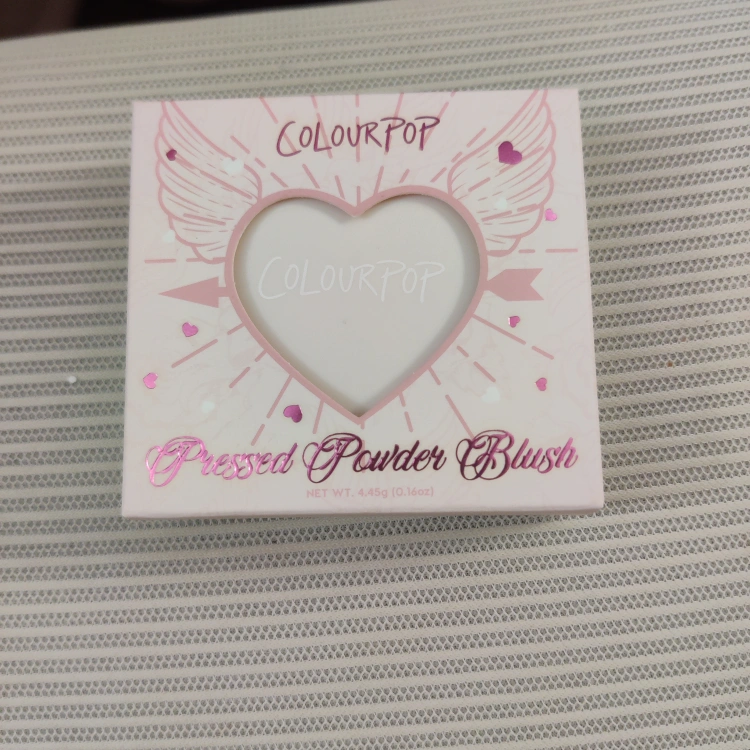 COLOURPOP
COLOURPOP
Pressed Powder Blush
NET WT. 4.45g (0.16oz)